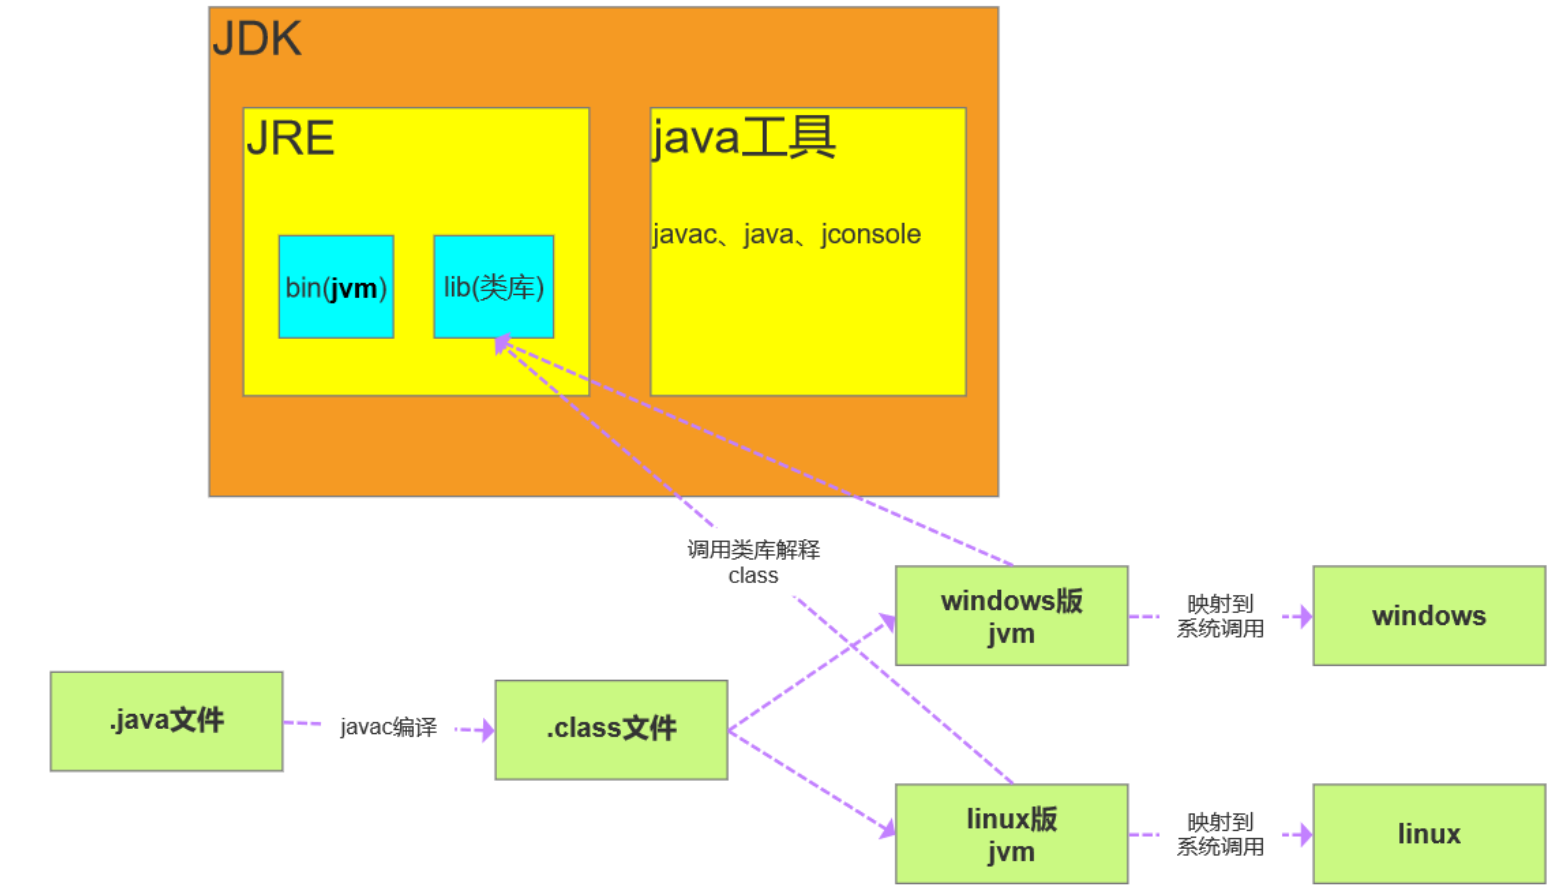 JDK
JRE
java工具
javac、java、jconsole
bin(jvm)
lib(类库)
调用类库解释
class
windows版
jvm
映射到
系统调用
windows
.java文件
javac编译
.class文件
linux版
jvm
映射到
系统调用
linux